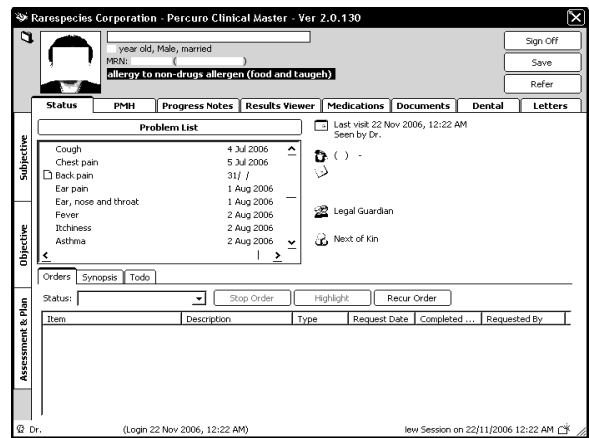 Rarespecies Corporation - Percuro Clinical Master - Ver 2.0.130
year old, Male, married
MRN: ( )
allergy to non-drugs allergen (food and taugeh)
Sign Off
Save
Refer
Status PMH Progress Notes Results Viewer Medications Documents Dental Letters
Subjective
Objective
Assessment & Plan
Problem List
Cough 4 Jul 2006
Chest pain 5 Jul 2006
Back pain 31/ /
Ear pain 1 Aug 2006
Ear, nose and throat 1 Aug 2006
Fever 2 Aug 2006
Itchiness 2 Aug 2006
Asthma 2 Aug 2006
Last visit 22 Nov 2006, 12:22 AM
Seen by Dr.
( ) -
Legal Guardian
Next of Kin
Orders Synopsis Todo
Status: Stop Order Highlight Recur Order
Item Description Type Request Date Completed ... Requested By
Dr. (Login 22 Nov 2006, 12:22 AM) lew Session on 22/11/2006 12:22 AM